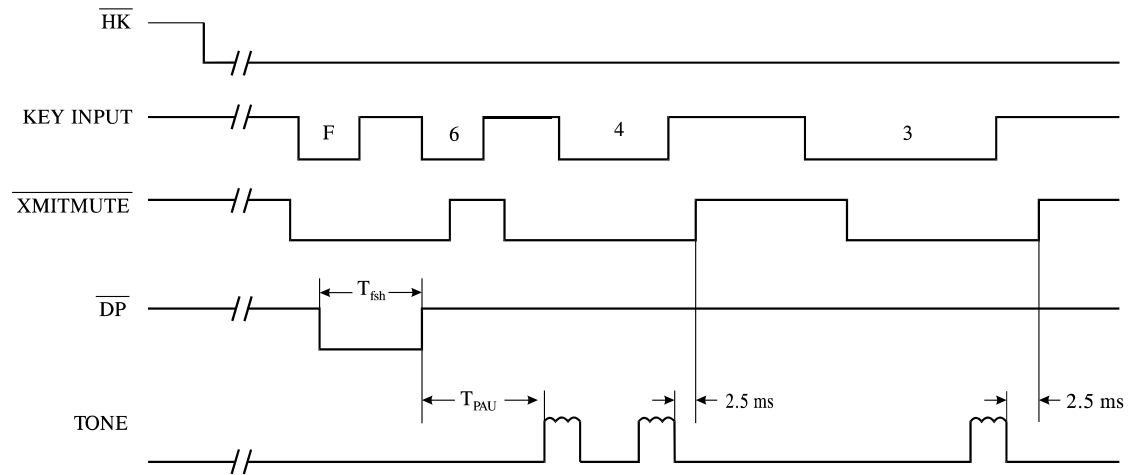 HK
KEY INPUT
F
6
4
3
XMITMUTE
DP
Tfsh
TONE
TPAU
2.5 ms
2.5 ms